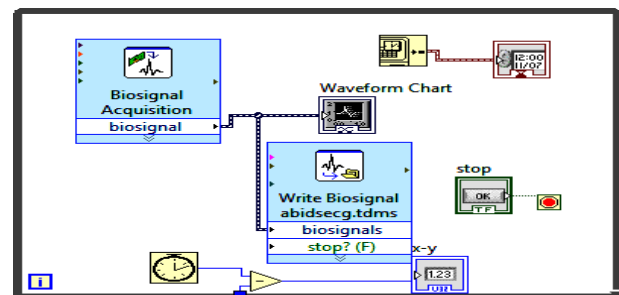 12:00
11/07
Biosignal
Acquisition
biosignal
Waveform Chart
stop
OK
TF
Write Biosignal
abidsecg.tdms
biosignals
stop? (F)
x-y
1.23
U32
i